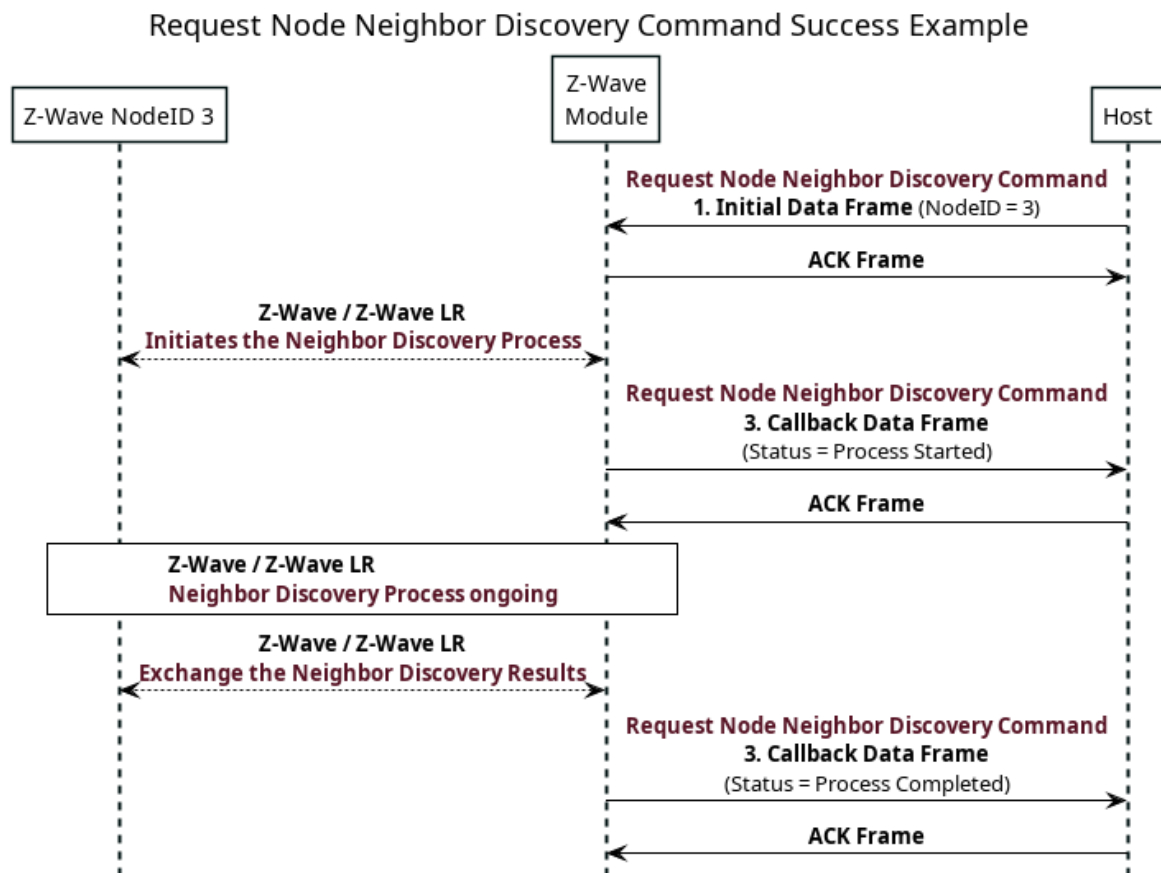 Request Node Neighbor Discovery Command Success Example
Z-Wave NodeID 3
Z-Wave
Module
Host
Request Node Neighbor Discovery Command
1. Initial Data Frame (NodeID = 3)
ACK Frame
Z-Wave / Z-Wave LR
Initiates the Neighbor Discovery Process
Request Node Neighbor Discovery Command
3. Callback Data Frame
(Status = Process Started)
ACK Frame
Z-Wave / Z-Wave LR
Neighbor Discovery Process ongoing
Z-Wave / Z-Wave LR
Exchange the Neighbor Discovery Results
Request Node Neighbor Discovery Command
3. Callback Data Frame
(Status = Process Completed)
ACK Frame